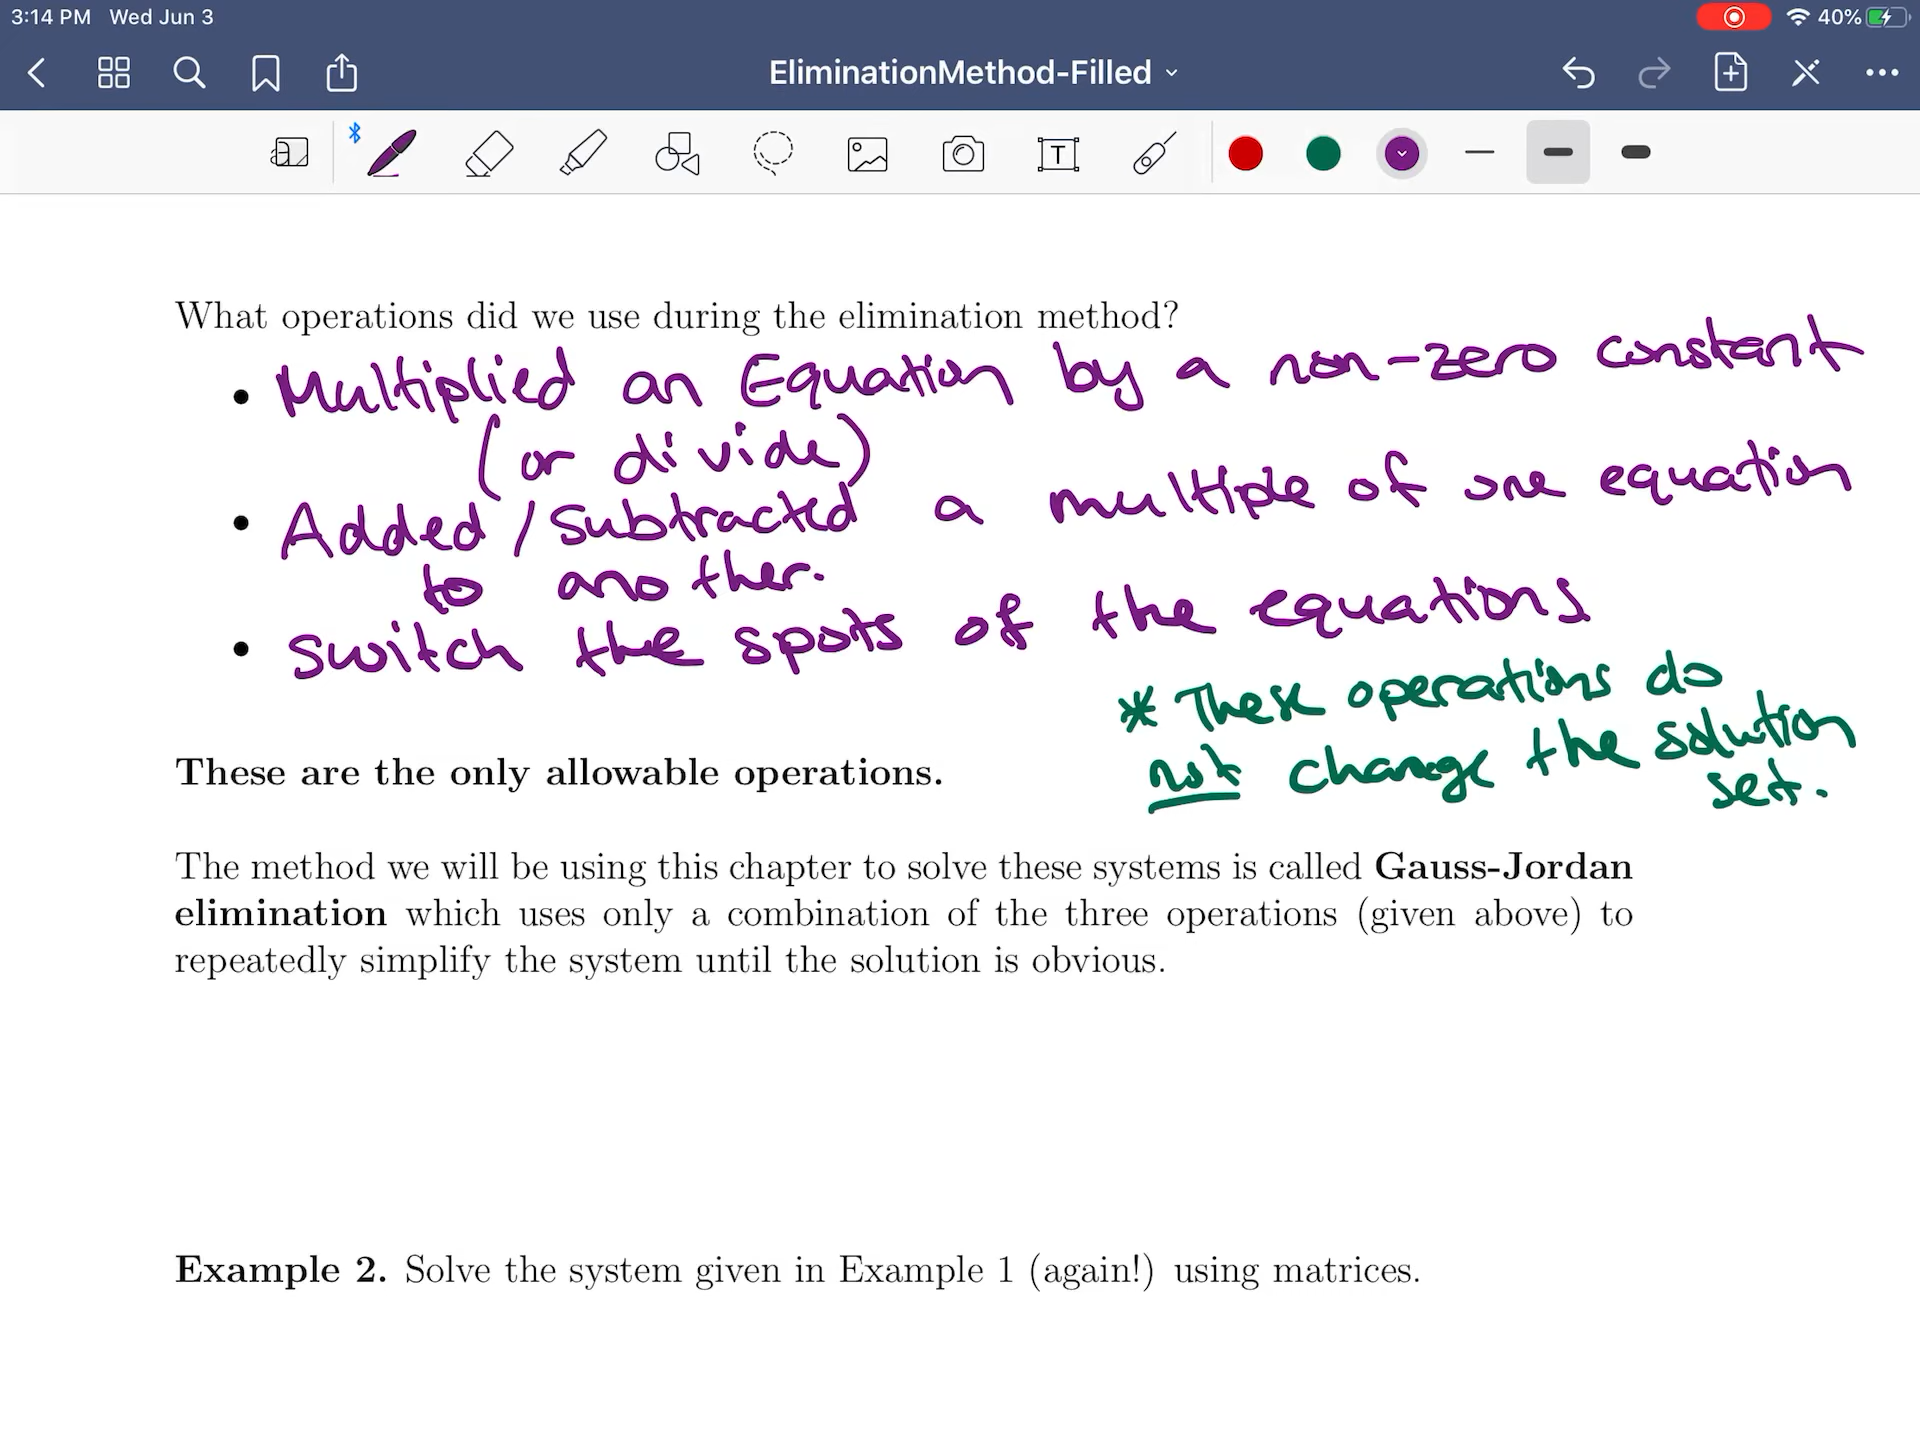 3:14 PM Wed Jun 3
40%
EliminationMethod-Filled
What operations did we use during the elimination method?
• Multiplied an Equation by a non-zero constant
(or divide)
• Added/Subtracted a multiple of one equation
to another.
• Switch the spots of the equations
* These operations do
not change the solution
set.
These are the only allowable operations.
The method we will be using this chapter to solve these systems is called Gauss-Jordan
elimination which uses only a combination of the three operations (given above) to
repeatedly simplify the system until the solution is obvious.
Example 2. Solve the system given in Example 1 (again!) using matrices.